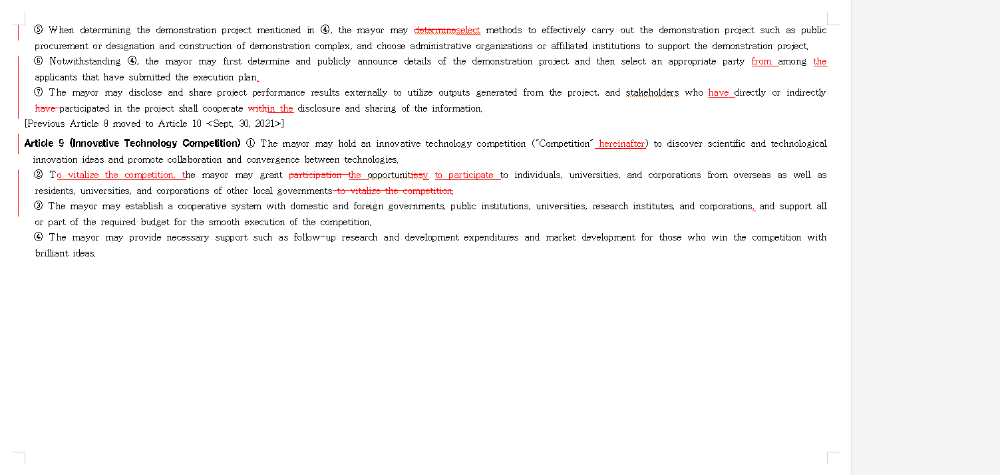 ⑤ When determining the demonstration project mentioned in ④, the mayor may determineselect methods to effectively carry out the demonstration project such as public
procurement or designation and construction of demonstration complex, and choose administrative organizations or affiliated institutions to support the demonstration project.
⑥ Notwithstanding ④, the mayor may first determine and publicly announce details of the demonstration project and then select an appropriate party from among the
applicants that have submitted the execution plan.
⑦ The mayor may disclose and share project performance results externally to utilize outputs generated from the project, and stakeholders who have directly or indirectly
have participated in the project shall cooperate within the disclosure and sharing of the information.
[Previous Article 8 moved to Article 10 <Sept. 30, 2021>]
Article 9 (Innovative Technology Competition) ① The mayor may hold an innovative technology competition ("Competition" hereinafter) to discover scientific and technological
innovation ideas and promote collaboration and convergence between technologies.
② To vitalize the competition, the mayor may grant participation the opportunitiesy to participate to individuals, universities, and corporations from overseas as well as
residents, universities, and corporations of other local governments to vitalize the competition.
③ The mayor may establish a cooperative system with domestic and foreign governments, public institutions, universities, research institutes, and corporations, and support all
or part of the required budget for the smooth execution of the competition.
④ The mayor may provide necessary support such as follow-up research and development expenditures and market development for those who win the competition with
brilliant ideas.